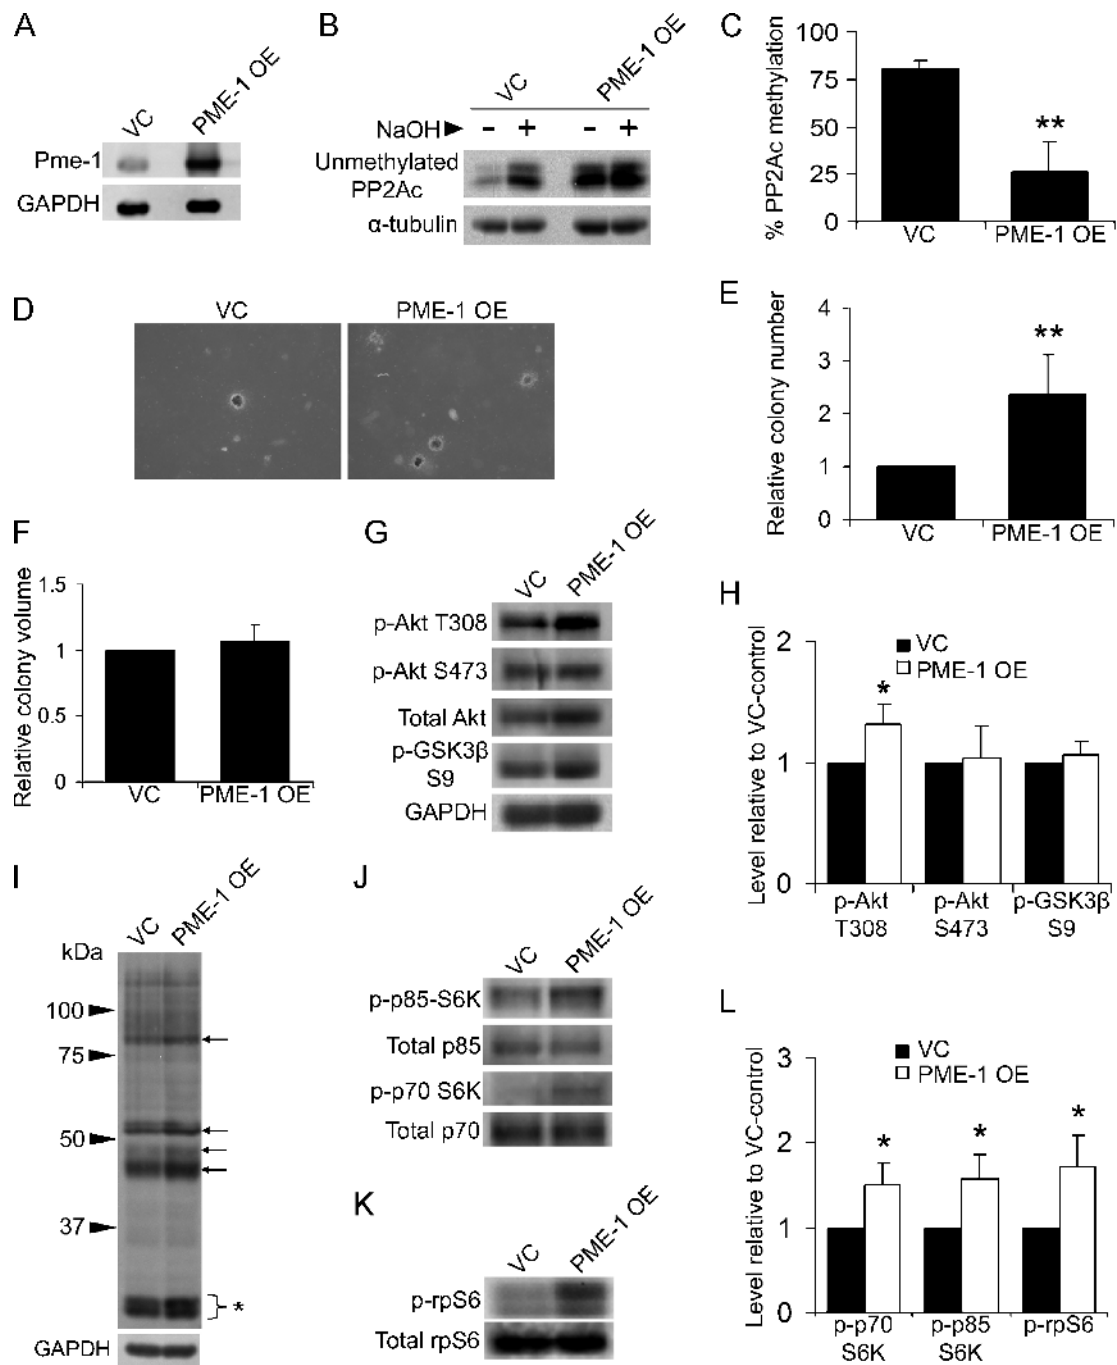 A
VC
PME-1 OE
Pme-1
GAPDH
B
VC
PME-1 OE
NaOH
- + - +
Unmethylated
PP2Ac
α-tubulin
C
% PP2Ac methylation
100
75
50
25
0
**
VC
PME-1 OE
D
VC
PME-1 OE
E
Relative colony number
4
3
2
1
0
**
VC
PME-1 OE
F
Relative colony volume
1.5
1
0.5
0
VC
PME-1 OE
G
VC
PME-1 OE
p-Akt T308
p-Akt S473
Total Akt
p-GSK3β
S9
GAPDH
H
Level relative to VC-control
2
1
0
VC
PME-1 OE
*
p-Akt
T308
p-Akt
S473
p-GSK3β
S9
I
VC
PME-1 OE
kDa
100
75
50
37
*
GAPDH
J
VC
PME-1 OE
p-p85-S6K
Total p85
p-p70 S6K
Total p70
K
VC
PME-1 OE
p-rpS6
Total rpS6
L
Level relative to VC-control
3
2
1
0
VC
PME-1 OE
* * *
p-p70
S6K
p-p85
S6K
p-rpS6